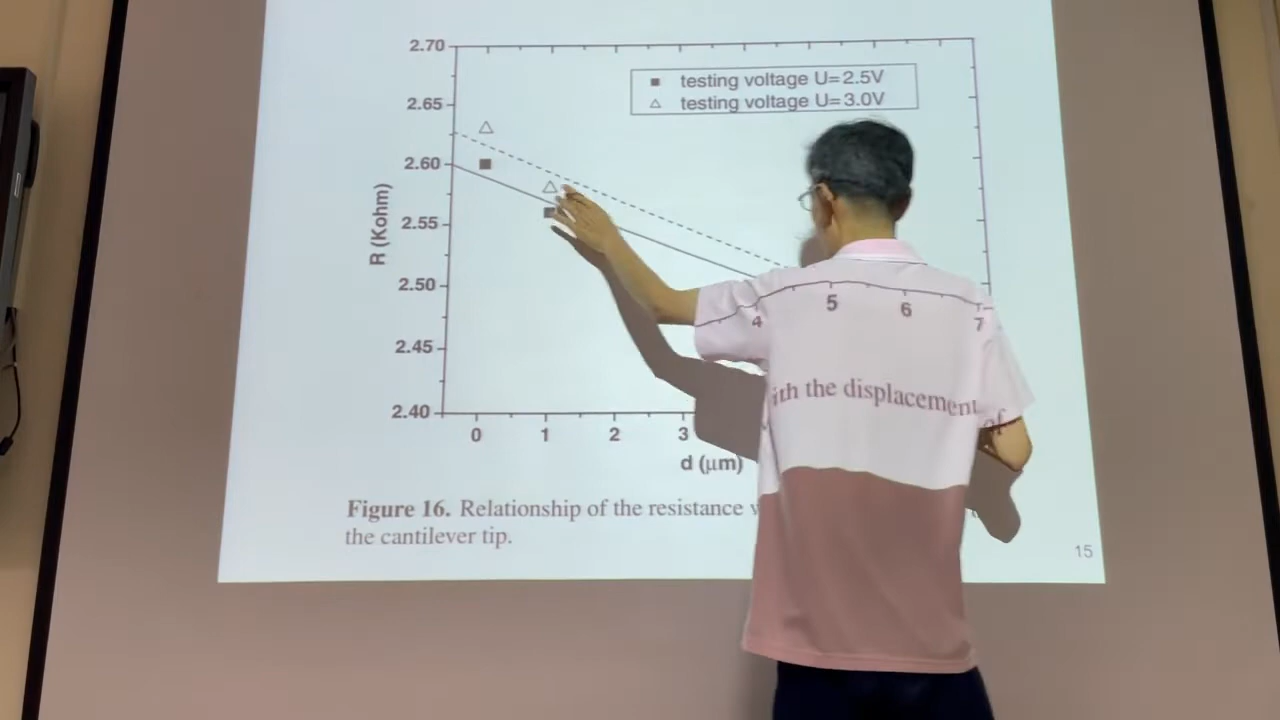 2.70
testing voltage U=2.5V
2.65
testing voltage U=3.0V
2.60
R (Kohm)
2.55
2.50
2.45
2.40
0 1 2 3 4 5 6 7
d (μm)
Figure 16. Relationship of the resistance with the displacement of
the cantilever tip.
15